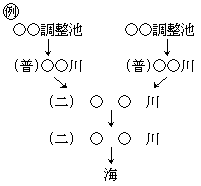 例
○○調整池 ○○調整池
(普)○○川 (普)○○川
(二) ○ ○ 川
(二) ○ ○ 川
海